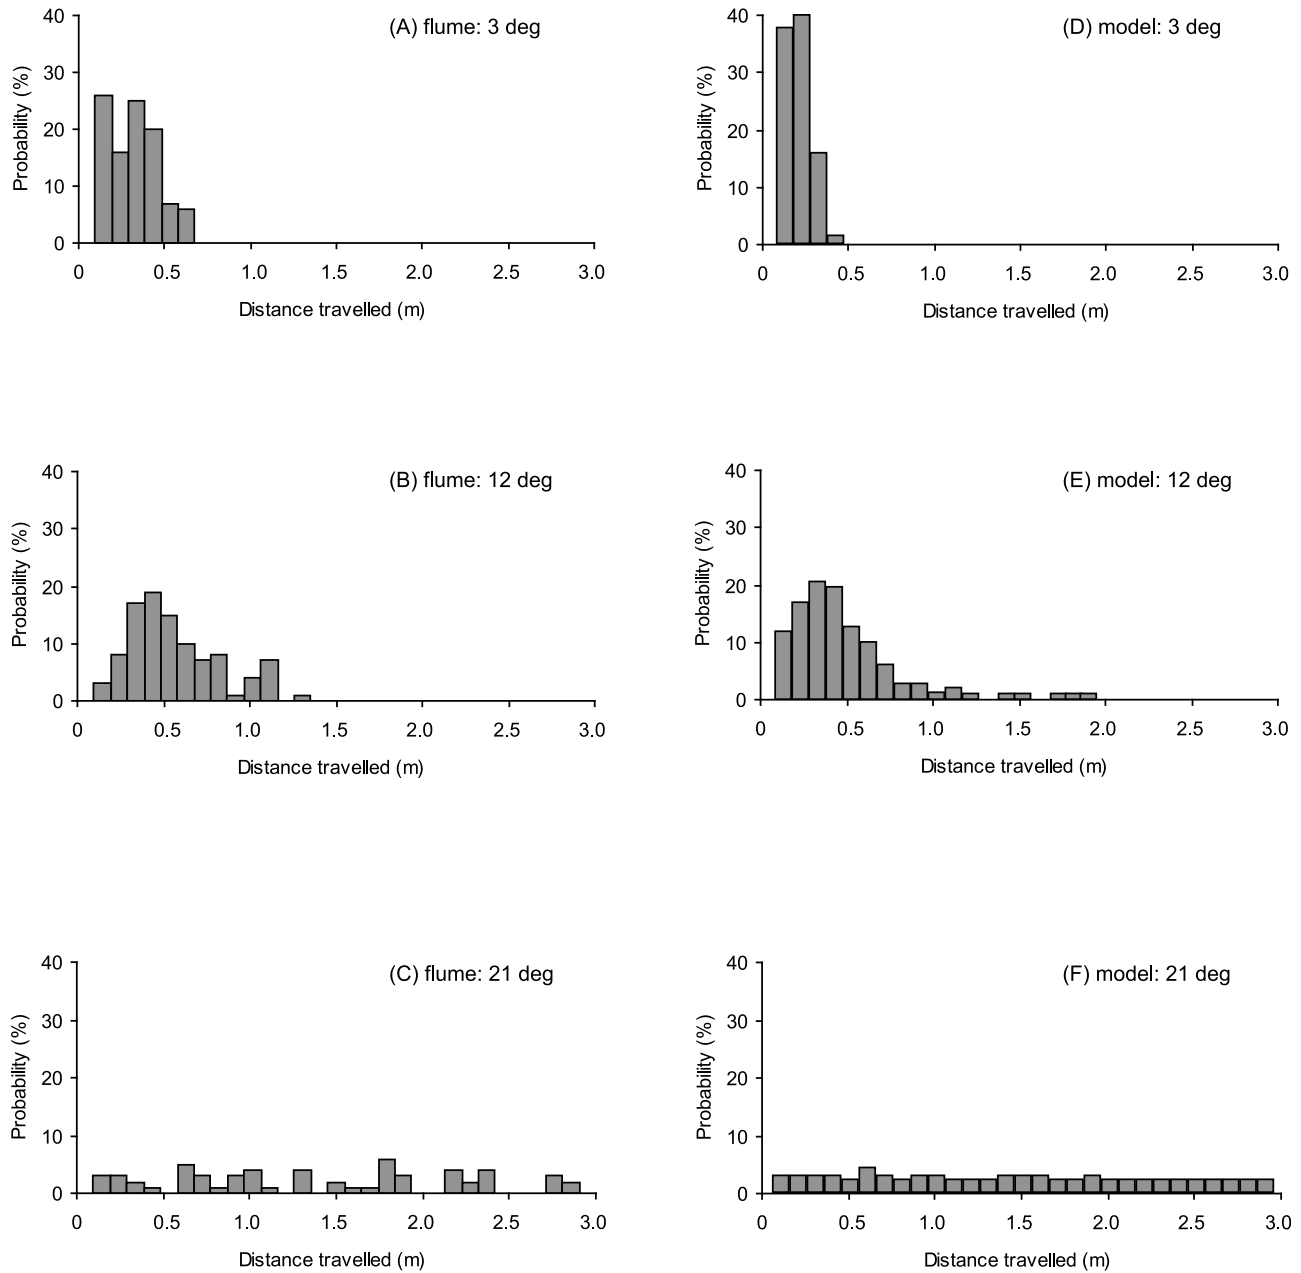 (A) flume: 3 deg
Probability (%)
40
30
20
10
0
0 0.5 1.0 1.5 2.0 2.5 3.0
Distance travelled (m)
(D) model: 3 deg
Probability (%)
40
30
20
10
0
0 0.5 1.0 1.5 2.0 2.5 3.0
Distance travelled (m)
(B) flume: 12 deg
Probability (%)
40
30
20
10
0
0 0.5 1.0 1.5 2.0 2.5 3.0
Distance travelled (m)
(E) model: 12 deg
Probability (%)
40
30
20
10
0
0 0.5 1.0 1.5 2.0 2.5 3.0
Distance travelled (m)
(C) flume: 21 deg
Probability (%)
40
30
20
10
0
0 0.5 1.0 1.5 2.0 2.5 3.0
Distance travelled (m)
(F) model: 21 deg
Probability (%)
40
30
20
10
0
0 0.5 1.0 1.5 2.0 2.5 3.0
Distance travelled (m)